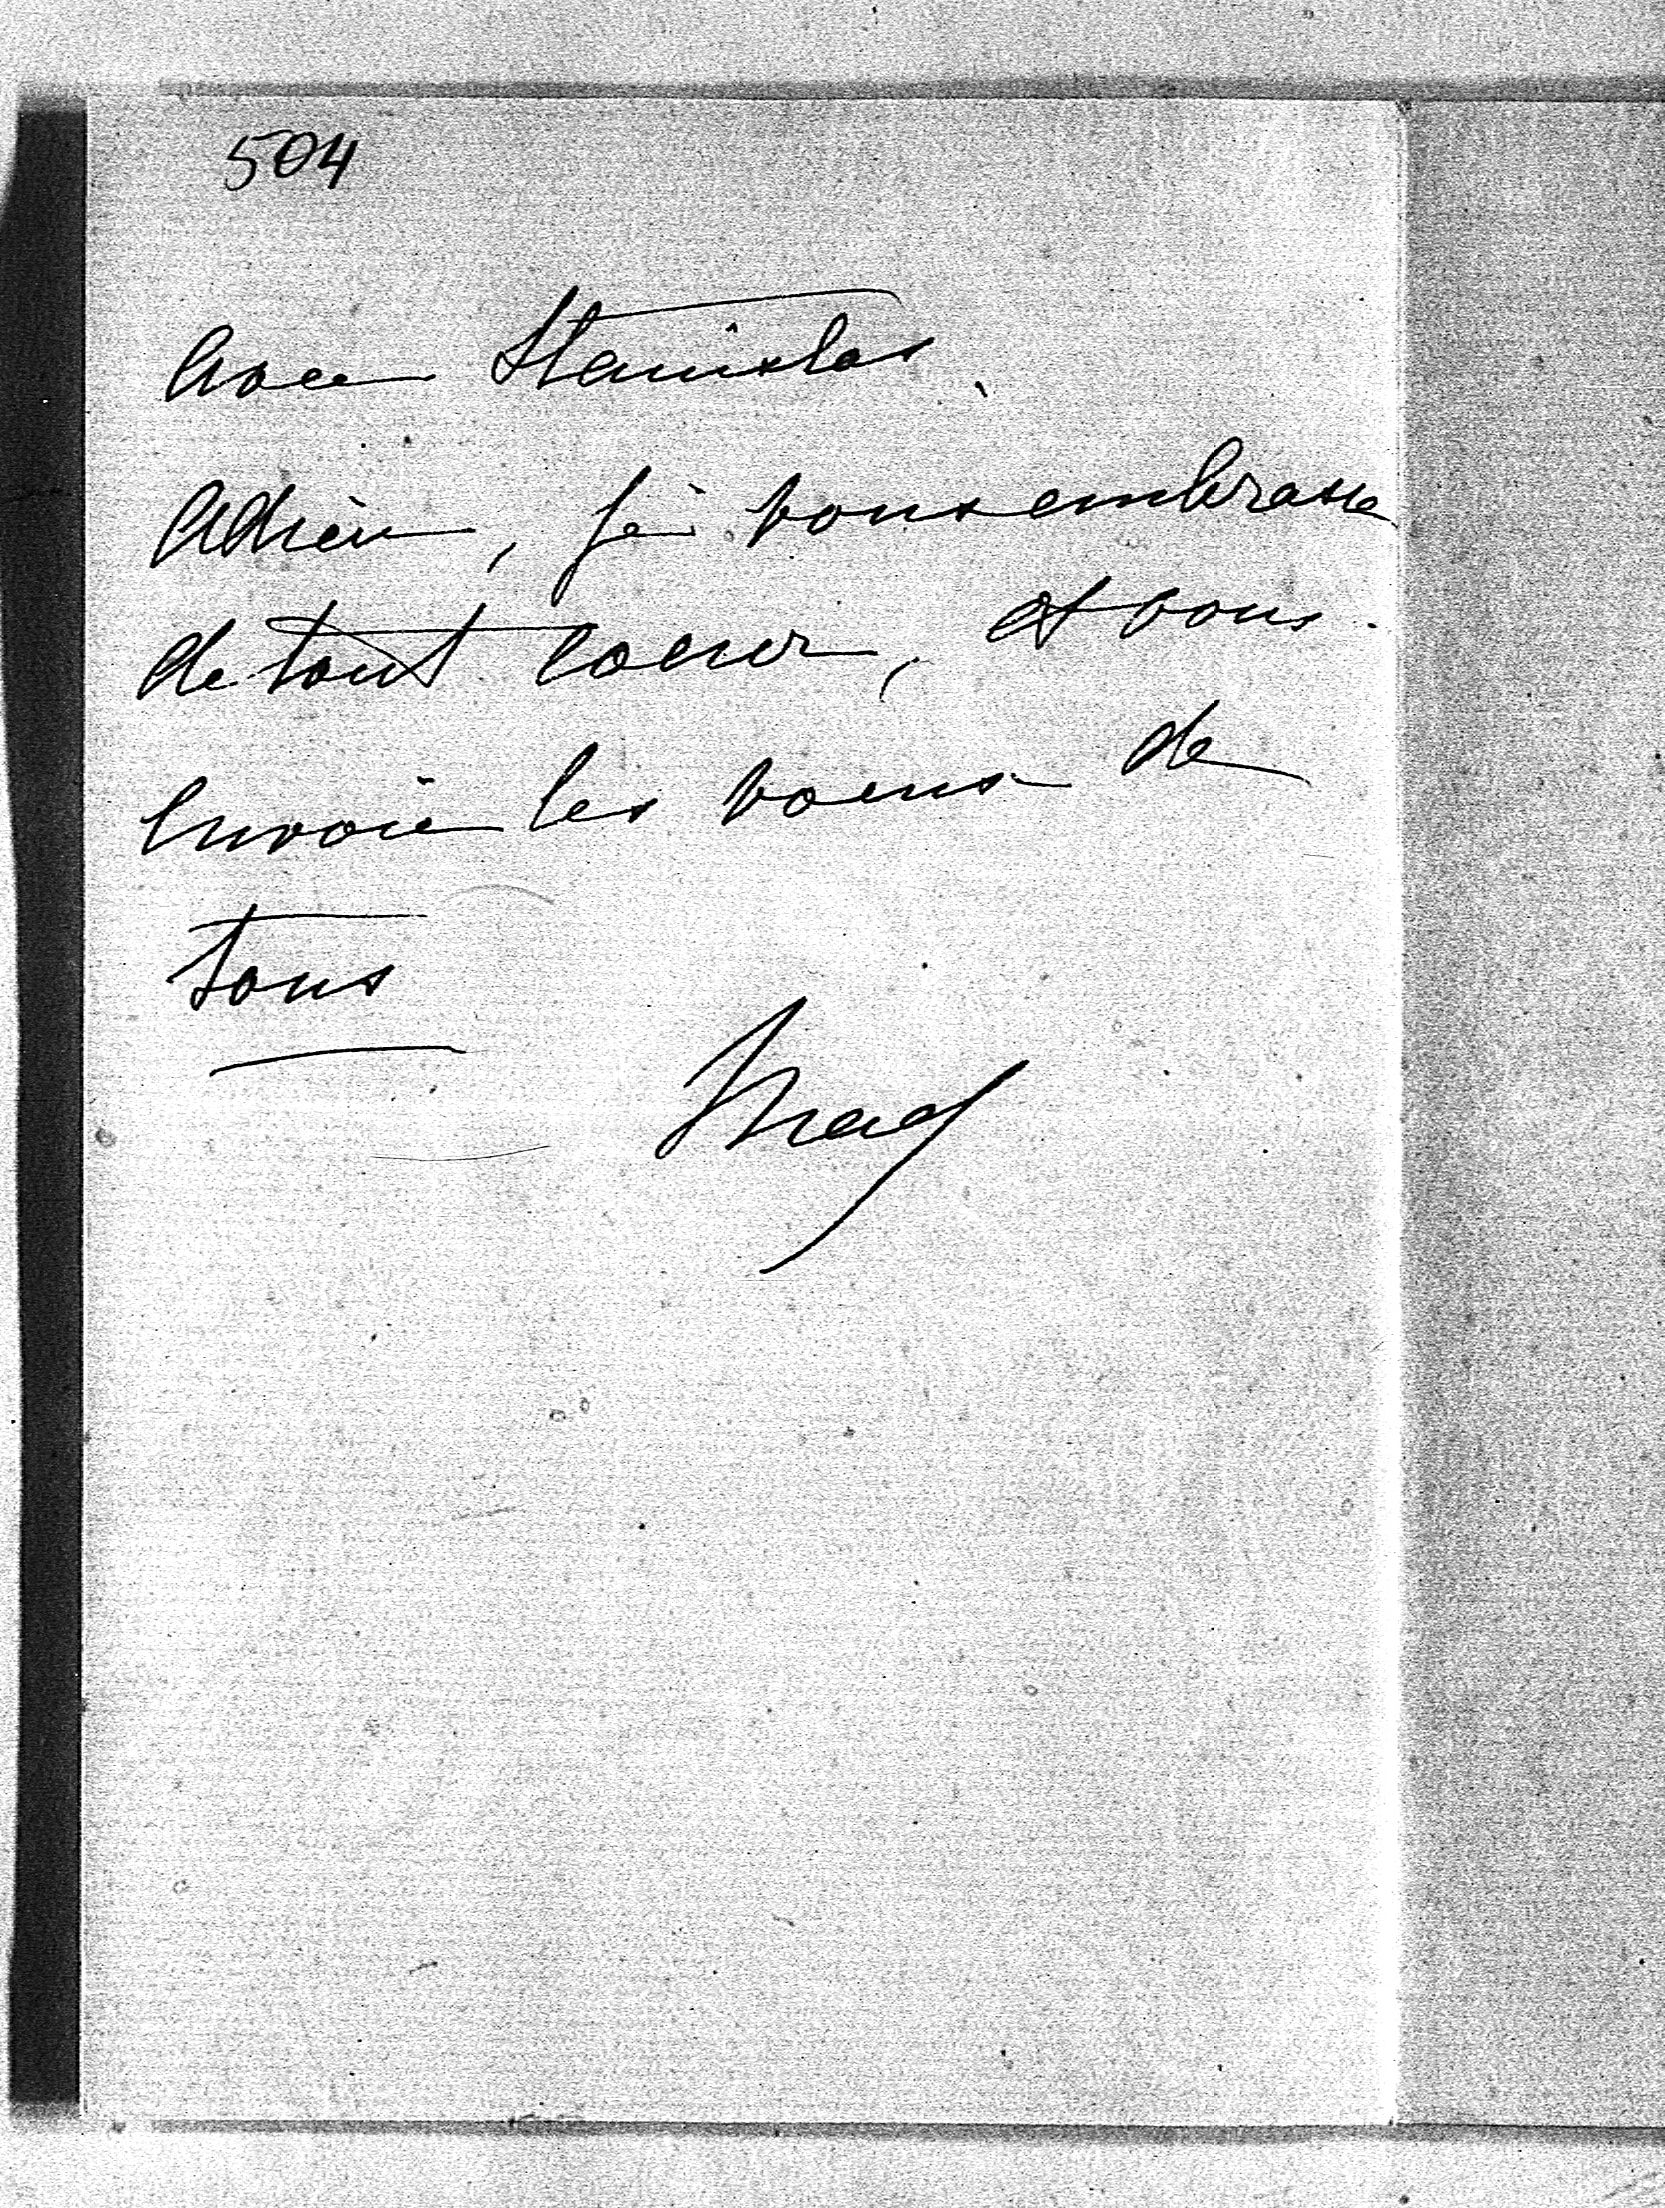 504
avec Stanislas.
Adieu, je vous embrasse
de tout coeur, et vous
envoie les voeux de
tous